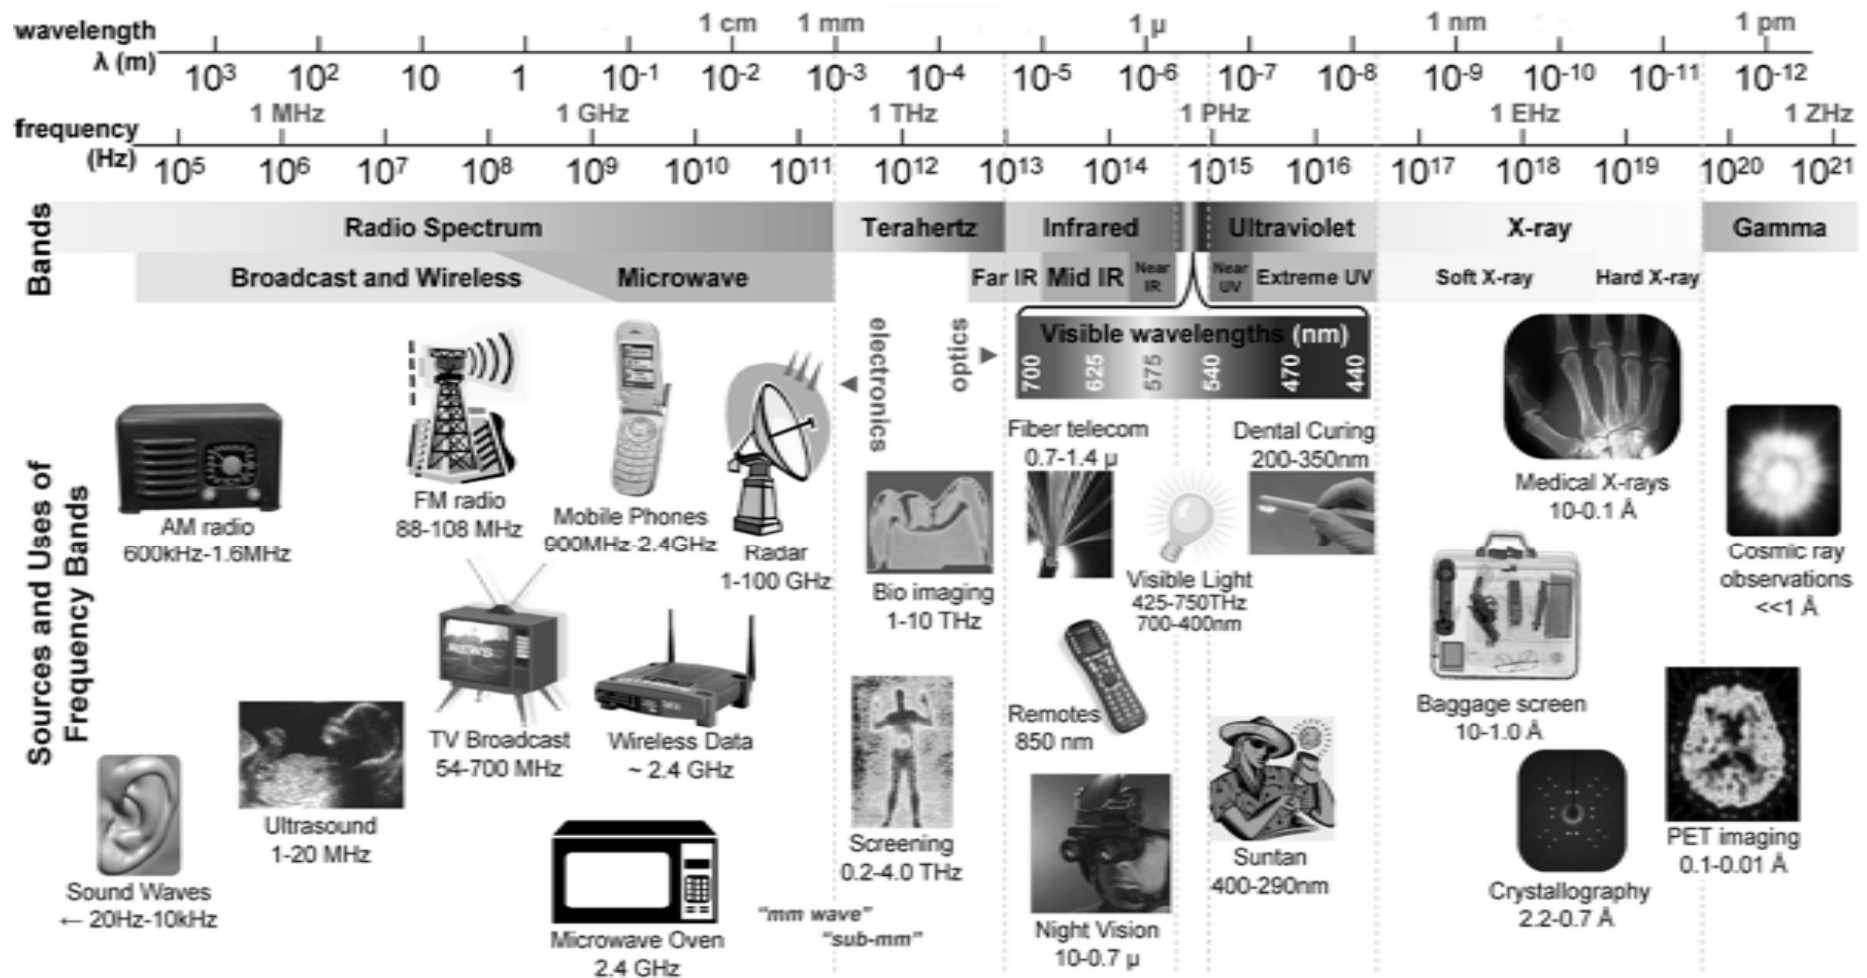 wavelength
λ (m)
1 cm 1 mm 1 µ 1 nm 1 pm
10³ 10² 10 1 10⁻¹ 10⁻² 10⁻³ 10⁻⁴ 10⁻⁵ 10⁻⁶ 10⁻⁷ 10⁻⁸ 10⁻⁹ 10⁻¹⁰ 10⁻¹¹ 10⁻¹²
frequency
(Hz)
1 MHz 1 GHz 1 THz 1 PHz 1 EHz 1 ZHz
10⁵ 10⁶ 10⁷ 10⁸ 10⁹ 10¹⁰ 10¹¹ 10¹² 10¹³ 10¹⁴ 10¹⁵ 10¹⁶ 10¹⁷ 10¹⁸ 10¹⁹ 10²⁰ 10²¹
Bands
Radio Spectrum Terahertz Infrared Ultraviolet X-ray Gamma
Broadcast and Wireless Microwave Far IR Mid IR Near IR Near UV Extreme UV Soft X-ray Hard X-ray
electronics
optics
Visible wavelengths (nm)
700 625 575 540 470 440
Sources and Uses of
Frequency Bands
AM radio
600kHz-1.6MHz
FM radio
88-108 MHz
Mobile Phones
900MHz-2.4GHz
Radar
1-100 GHz
Bio imaging
1-10 THz
Fiber telecom
0.7-1.4 µ
Visible Light
425-750THz
700-400nm
Dental Curing
200-350nm
Medical X-rays
10-0.1 Å
Cosmic ray
observations
<<1 Å
Sound Waves
← 20Hz-10kHz
Ultrasound
1-20 MHz
TV Broadcast
54-700 MHz
Wireless Data
~ 2.4 GHz
Microwave Oven
2.4 GHz
"mm wave"
"sub-mm"
Screening
0.2-4.0 THz
Remotes
850 nm
Night Vision
10-0.7 µ
Suntan
400-290nm
Baggage screen
10-1.0 Å
Crystallography
2.2-0.7 Å
PET imaging
0.1-0.01 Å